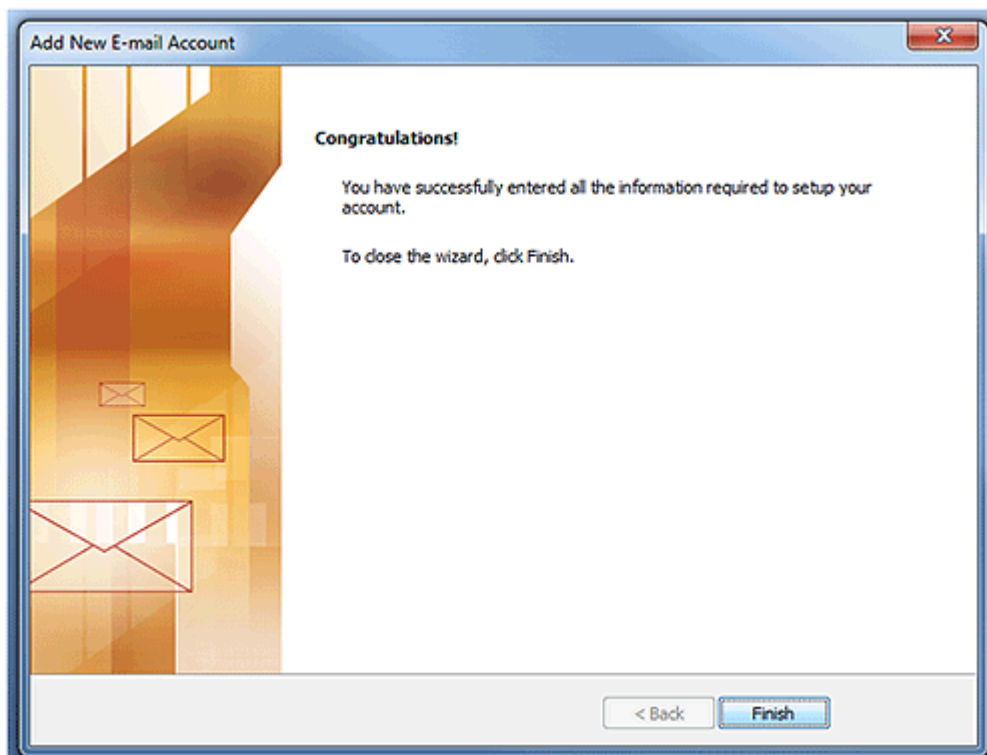 Add New E-mail Account
Congratulations!
You have successfully entered all the information required to setup your
account.
To close the wizard, click Finish.
< Back
Finish